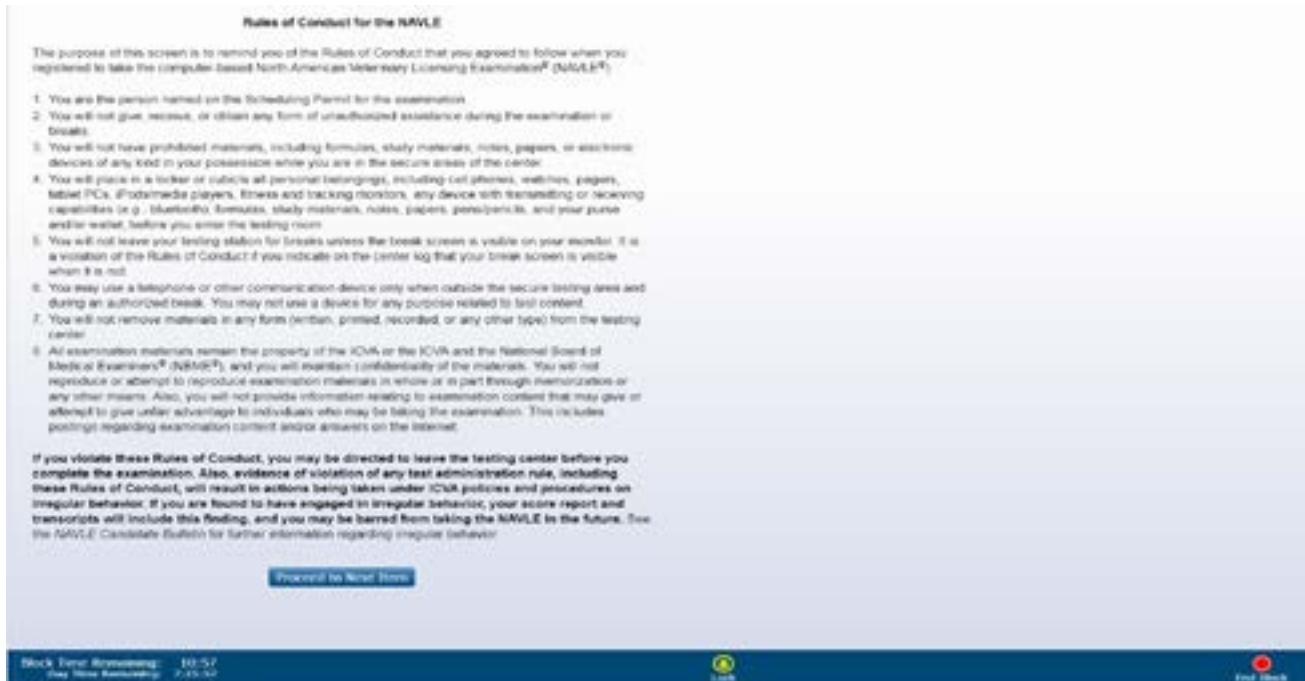 Rules of Conduct for the NAVLE
The purpose of this screen is to remind you of the Rules of Conduct that you agreed to follow when you
registered to take the computer-based North American Veterinary Licensing Examination® (NAVLE®).
1. You are the person named on the Scheduling Permit for the examination.
2. You will not give, receive, or obtain any form of unauthorized assistance during the examination or
breaks.
3. You will not have prohibited materials, including formulas, study materials, notes, papers, or electronic
devices of any kind in your possession while you are in the secure areas of the center.
4. You will place in a locker or cubicle all personal belongings, including cell phones, watches, pagers,
tablet PCs, iPods/media players, fitness and tracking monitors, any device with transmitting or receiving
capabilities (e.g., bluetooth), formulas, study materials, notes, papers, pens/pencils, and your purse
and/or wallet, before you enter the testing room.
5. You will not leave your testing station for breaks unless the break screen is visible on your monitor. It is
a violation of the Rules of Conduct if you indicate on the center log that your break screen is visible
when it is not.
6. You may use a telephone or other communication device only when outside the secure testing area and
during an authorized break. You may not use a device for any purpose related to test content.
7. You will not remove materials in any form (written, printed, recorded, or any other type) from the testing
center.
8. All examination materials remain the property of the ICVA or the ICVA and the National Board of
Medical Examiners® (NBME®), and you will maintain confidentiality of the materials. You will not
reproduce or attempt to reproduce examination materials in whole or in part through memorization or
any other means. Also, you will not provide information relating to examination content that may give or
attempt to give unfair advantage to individuals who may be taking the examination. This includes
postings regarding examination content and/or answers on the Internet.
If you violate these Rules of Conduct, you may be directed to leave the testing center before you
complete the examination. Also, evidence of violation of any test administration rule, including
these Rules of Conduct, will result in actions being taken under ICVA policies and procedures on
irregular behavior. If you are found to have engaged in irregular behavior, your score report and
transcripts will include this finding, and you may be barred from taking the NAVLE in the future. See
the NAVLE Candidate Bulletin for further information regarding irregular behavior.
Proceed to Next Item
Block Time Remaining: 10:57
Day Time Remaining: 7:15:57
Lock
End Block